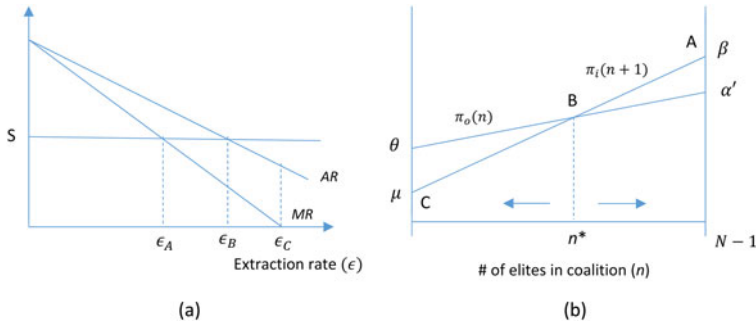 S
AR
MR
ϵ_A
ϵ_B
ϵ_C
Extraction rate (ϵ)
(a)
A
β
π_i(n + 1)
α′
B
π_o(n)
θ
μ
C
n*
N − 1
# of elites in coalition (n)
(b)